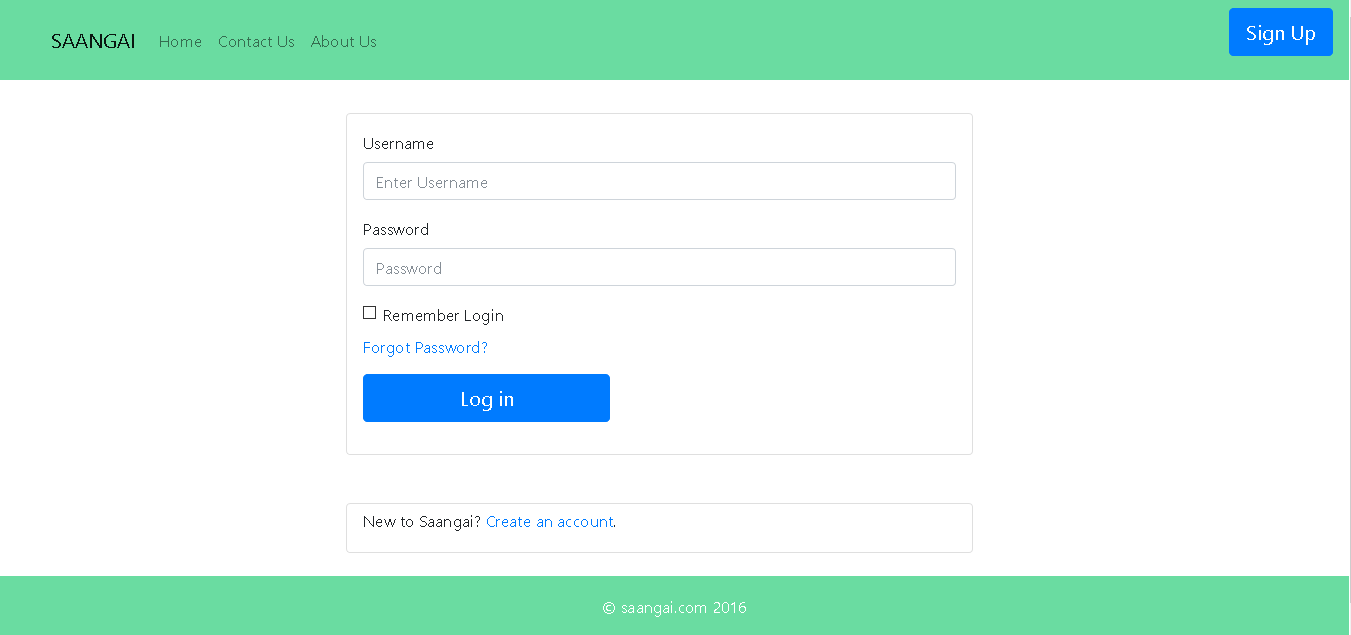 SAANGAI Home Contact Us About Us Sign Up
Username
Enter Username
Password
Password
Remember Login
Forgot Password?
Log in
New to Saangai? Create an account.
© saangai.com 2016